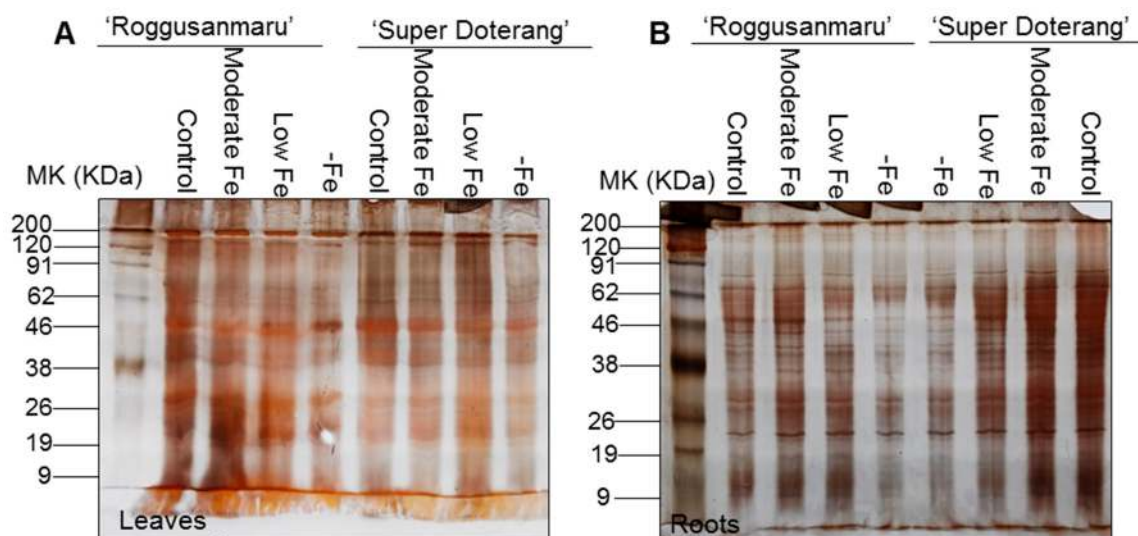 A
'Roggusanmaru'
'Super Doterang'
Control
Moderate Fe
Low Fe
-Fe
Control
Moderate Fe
Low Fe
-Fe
MK (KDa)
200
120
91
62
46
38
26
19
9
Leaves
B
'Roggusanmaru'
'Super Doterang'
Control
Moderate Fe
Low Fe
-Fe
-Fe
Low Fe
Moderate Fe
Control
MK (KDa)
200
120
91
62
46
38
26
19
9
Roots